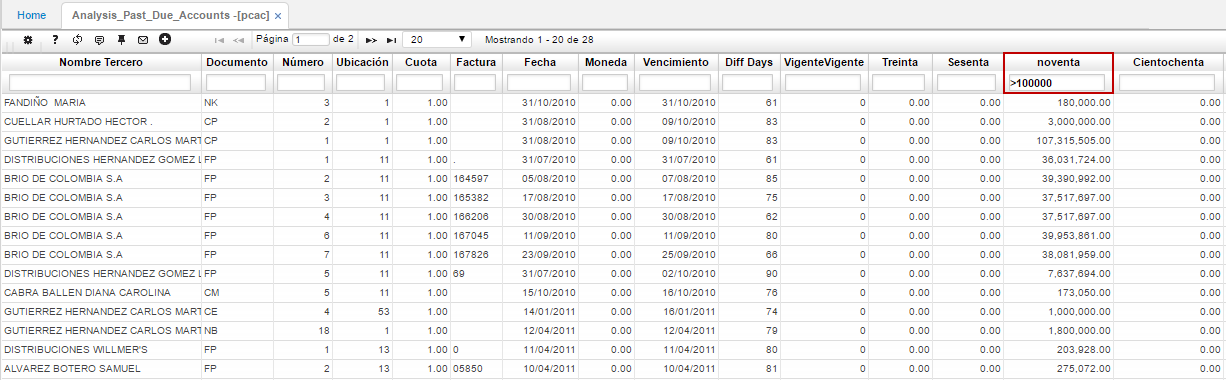 Home Analysis_Past_Due_Accounts -[pcac] ×
? Página 1 de 2 20 Mostrando 1 - 20 de 28
Nombre Tercero Documento Número Ubicación Cuota Factura Fecha Moneda Vencimiento Diff Days VigenteVigente Treinta Sesenta noventa Cientochenta
>100000
FANDIÑO MARIA NK 3 1 1.00 31/10/2010 0.00 31/10/2010 61 0 0.00 0.00 180,000.00 0.00
CUELLAR HURTADO HECTOR . CP 2 1 1.00 31/08/2010 0.00 09/10/2010 83 0 0.00 0.00 3,000,000.00 0.00
GUTIERREZ HERNANDEZ CARLOS MART CP 1 1 1.00 31/08/2010 0.00 09/10/2010 83 0 0.00 0.00 107,315,505.00 0.00
DISTRIBUCIONES HERNANDEZ GOMEZ L FP 1 11 1.00 . 31/07/2010 0.00 31/07/2010 61 0 0.00 0.00 36,031,724.00 0.00
BRIO DE COLOMBIA S.A FP 2 11 1.00 164597 05/08/2010 0.00 07/08/2010 85 0 0.00 0.00 39,390,992.00 0.00
BRIO DE COLOMBIA S.A FP 3 11 1.00 165382 17/08/2010 0.00 17/08/2010 75 0 0.00 0.00 37,517,697.00 0.00
BRIO DE COLOMBIA S.A FP 4 11 1.00 166206 30/08/2010 0.00 30/08/2010 62 0 0.00 0.00 37,517,697.00 0.00
BRIO DE COLOMBIA S.A FP 6 11 1.00 167045 11/09/2010 0.00 11/09/2010 80 0 0.00 0.00 39,953,861.00 0.00
BRIO DE COLOMBIA S.A FP 7 11 1.00 167826 23/09/2010 0.00 25/09/2010 66 0 0.00 0.00 38,081,959.00 0.00
DISTRIBUCIONES HERNANDEZ GOMEZ L FP 5 11 1.00 69 31/07/2010 0.00 02/10/2010 90 0 0.00 0.00 7,637,694.00 0.00
CABRA BALLEN DIANA CAROLINA CM 5 11 1.00 15/10/2010 0.00 16/10/2010 76 0 0.00 0.00 173,050.00 0.00
GUTIERREZ HERNANDEZ CARLOS MART CE 4 53 1.00 14/01/2011 0.00 16/01/2011 74 0 0.00 0.00 1,000,000.00 0.00
GUTIERREZ HERNANDEZ CARLOS MART NB 18 1 1.00 12/04/2011 0.00 12/04/2011 79 0 0.00 0.00 1,800,000.00 0.00
DISTRIBUCIONES WILLMER'S FP 1 13 1.00 0 11/04/2011 0.00 11/04/2011 80 0 0.00 0.00 203,928.00 0.00
ALVAREZ BOTERO SAMUEL FP 2 13 1.00 05850 10/04/2011 0.00 10/04/2011 81 0 0.00 0.00 275,072.00 0.00